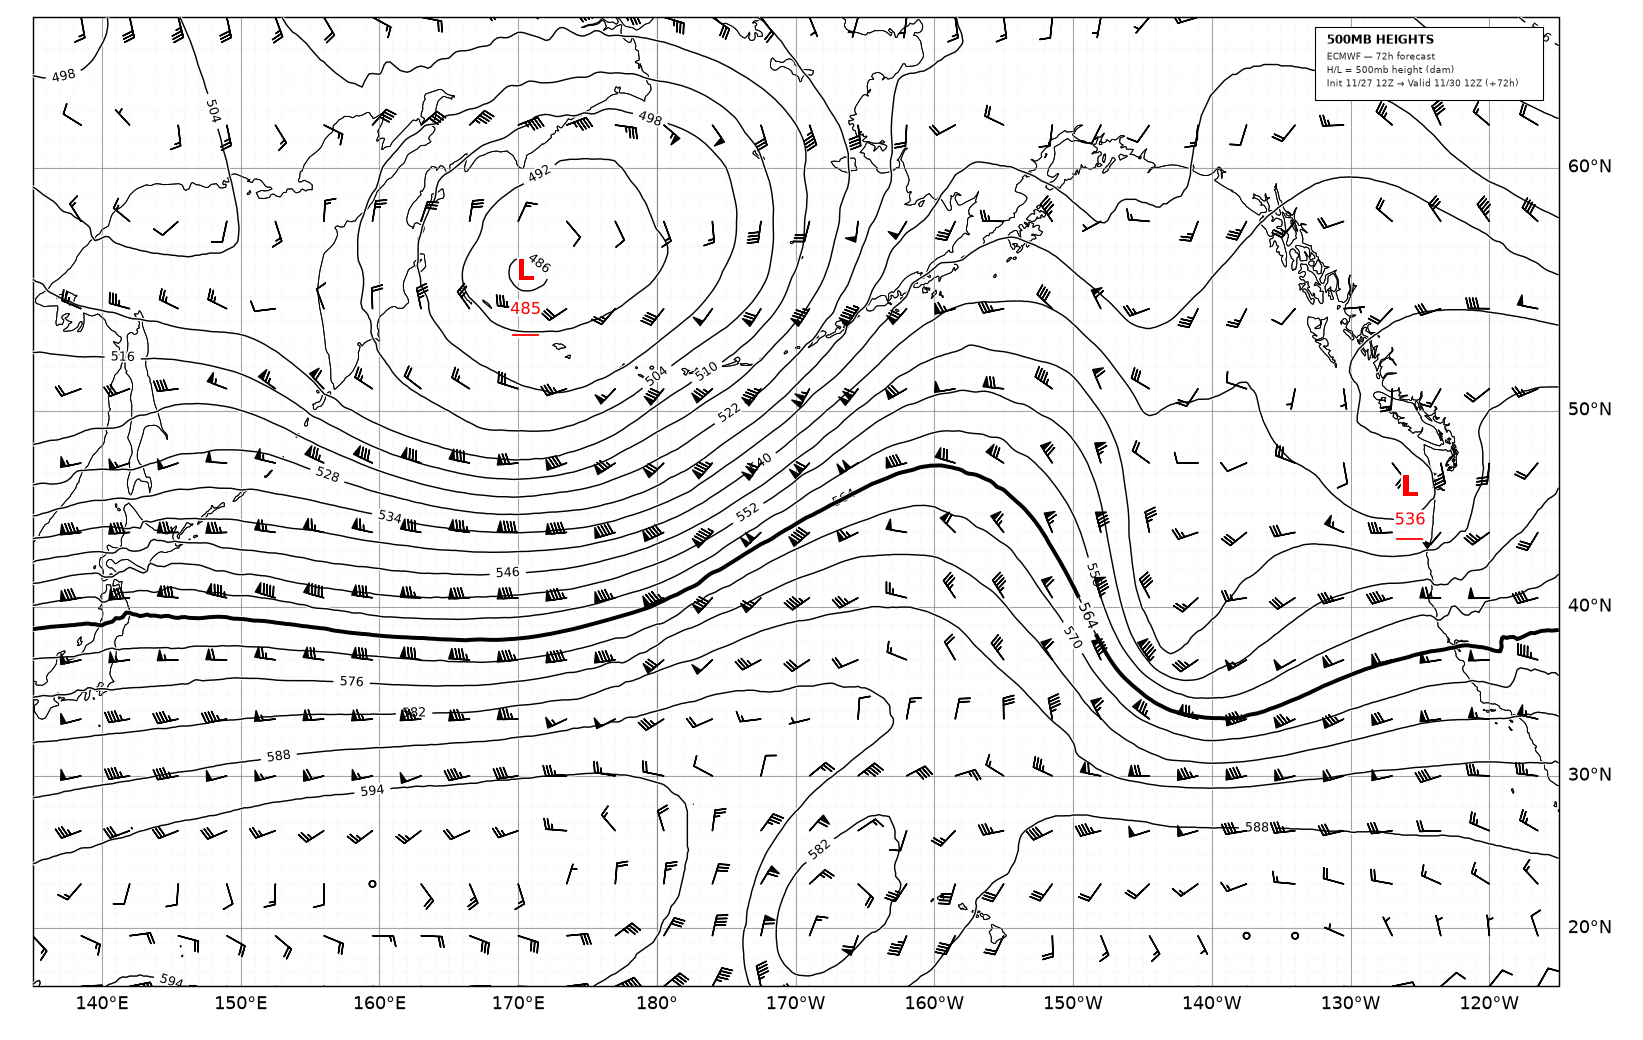 500MB HEIGHTS
ECMWF — 72h forecast
H/L = 500mb height (dam)
Init 11/27 12Z → Valid 11/30 12Z (+72h)
498
504
498
492
486
L
485
516
504
510
522
528
540
534
552
564
546
558
564
570
576
582
588
594
582
588
594
L
536
60°N
50°N
40°N
30°N
20°N
140°E
150°E
160°E
170°E
180°
170°W
160°W
150°W
140°W
130°W
120°W